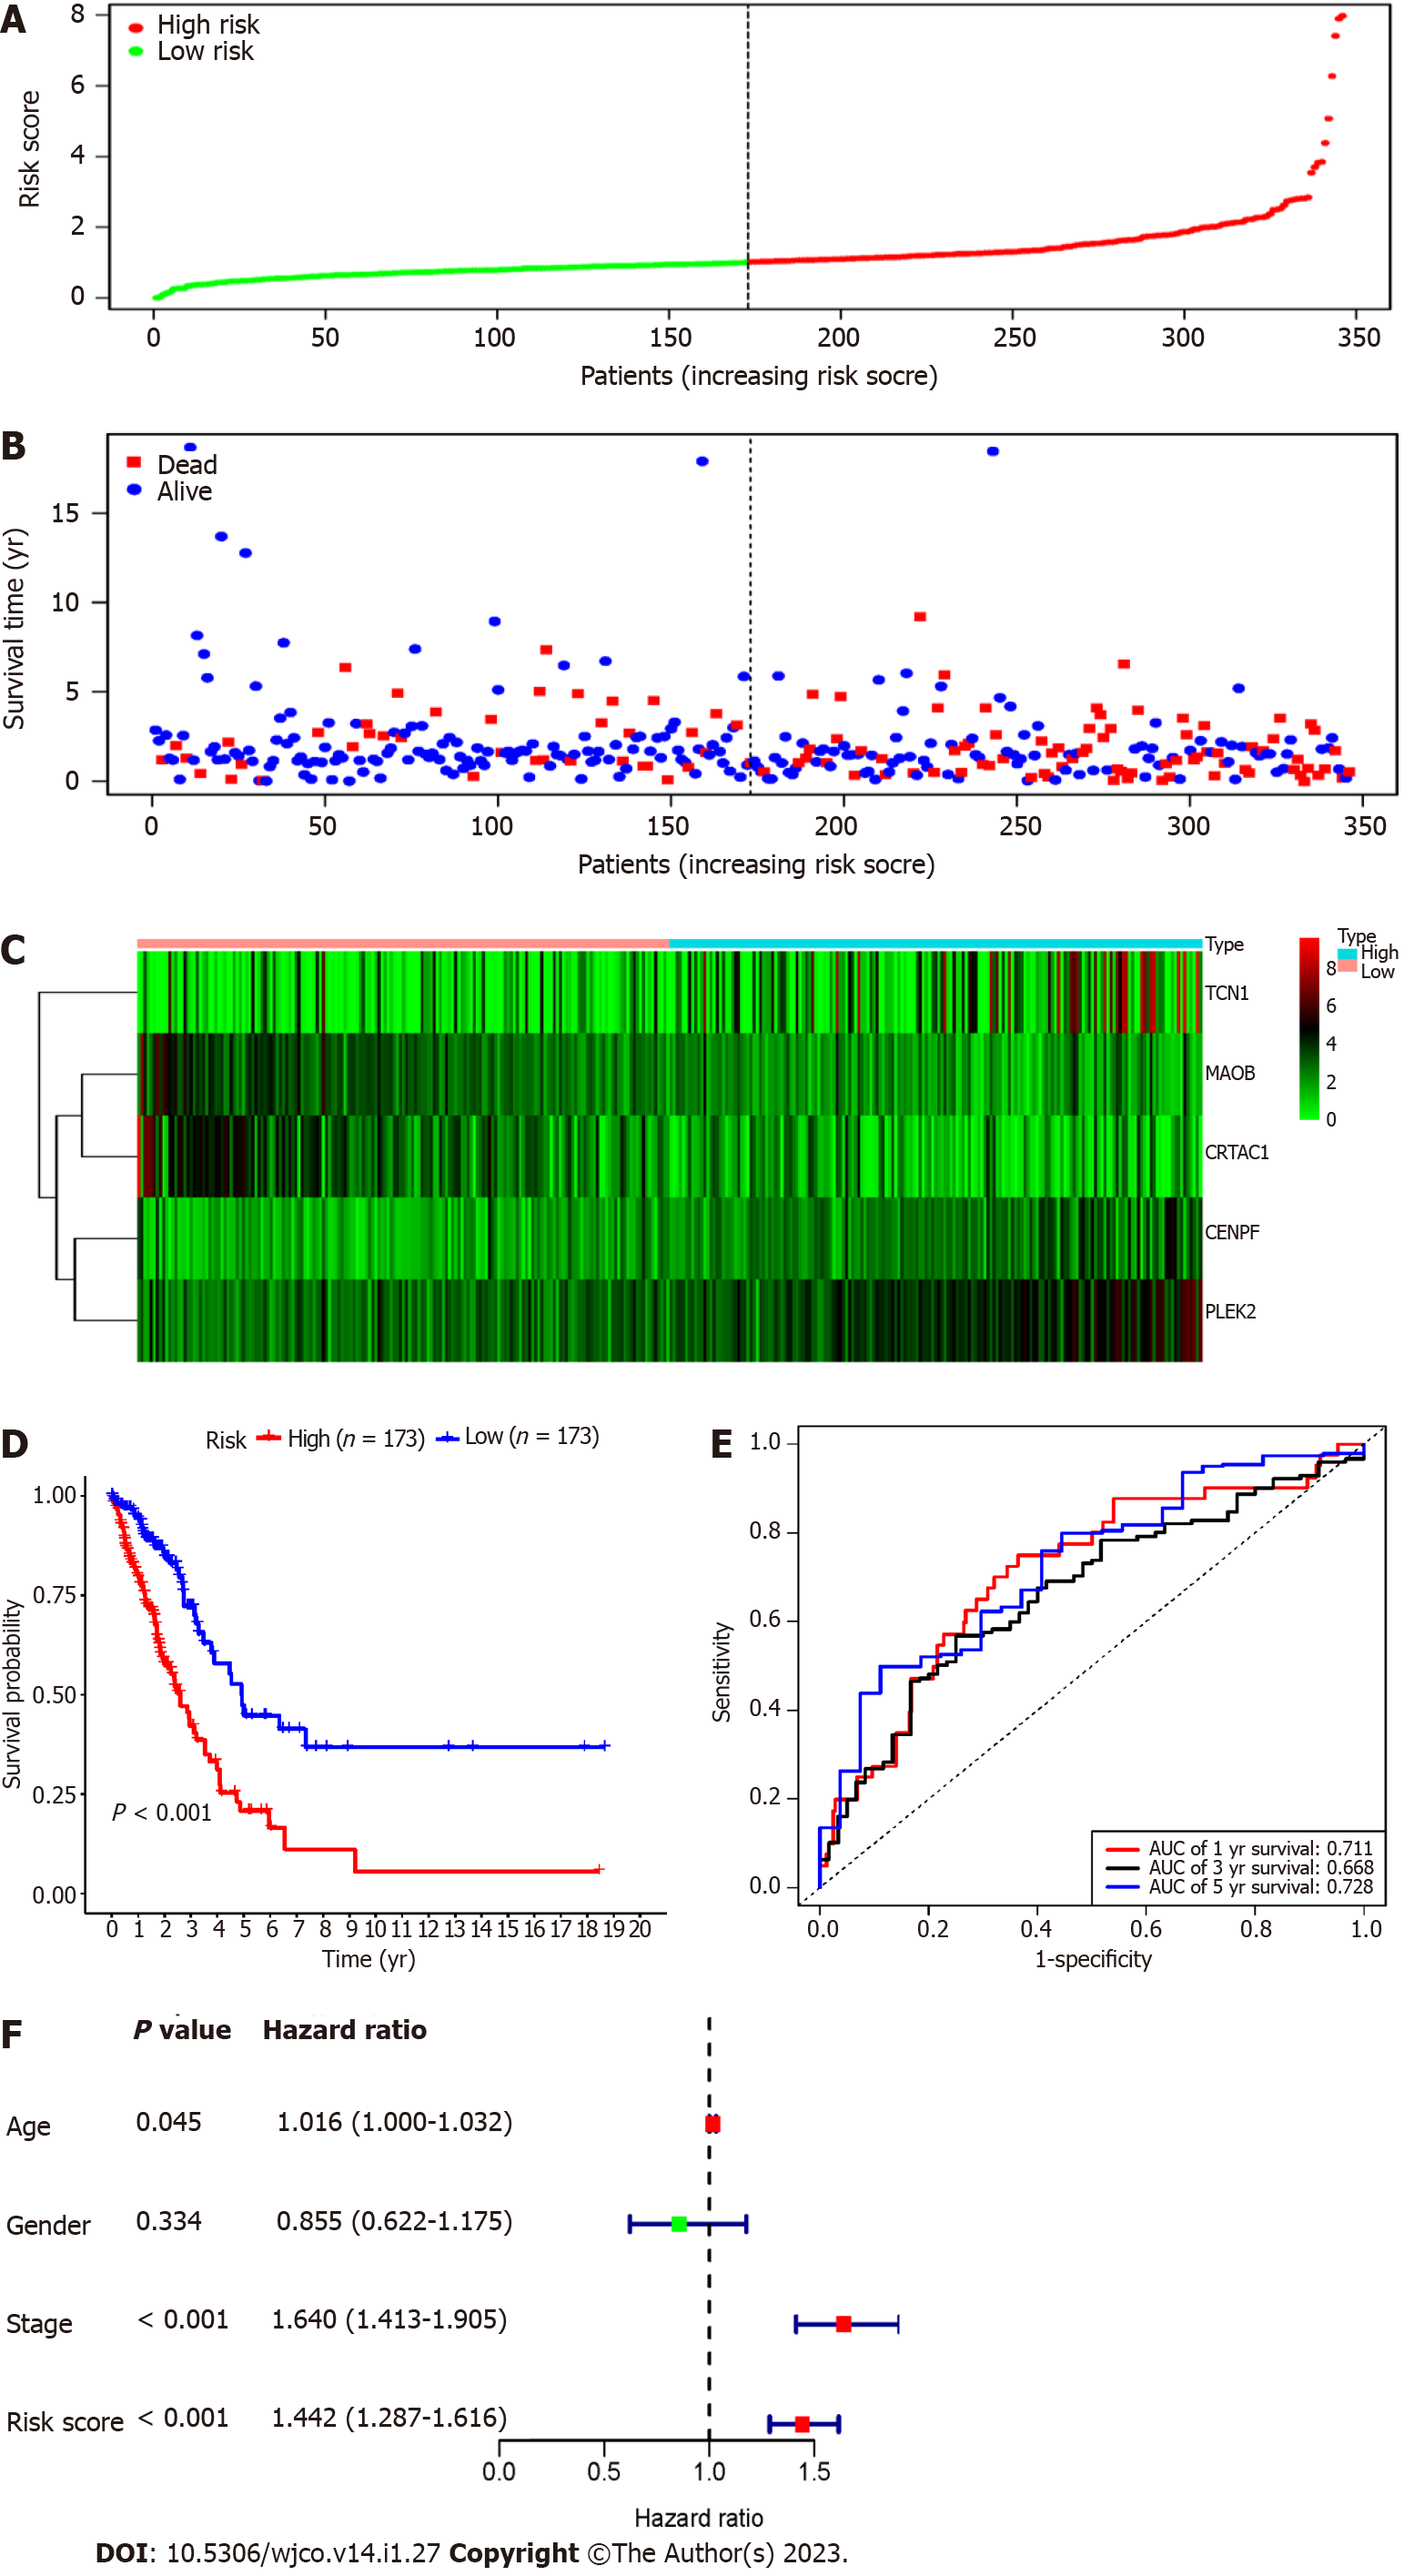 A
High risk
Low risk
Risk score
8
6
4
2
0
0 50 100 150 200 250 300 350
Patients (increasing risk socre)
B
Dead
Alive
Survival time (yr)
15
10
5
0
0 50 100 150 200 250 300 350
Patients (increasing risk socre)
C
Type
TCN1
MAOB
CRTAC1
CENPF
PLEK2
8
6
4
2
0
Type
High
Low
D
Risk High (n = 173) Low (n = 173)
Survival probability
1.00
0.75
0.50
0.25
0.00
P < 0.001
0 1 2 3 4 5 6 7 8 9 10 11 12 13 14 15 16 17 18 19 20
Time (yr)
E
Sensitivity
1.0
0.8
0.6
0.4
0.2
0.0
AUC of 1 yr survival: 0.711
AUC of 3 yr survival: 0.668
AUC of 5 yr survival: 0.728
0.0 0.2 0.4 0.6 0.8 1.0
1-specificity
F
P value Hazard ratio
Age 0.045 1.016 (1.000-1.032)
Gender 0.334 0.855 (0.622-1.175)
Stage < 0.001 1.640 (1.413-1.905)
Risk score < 0.001 1.442 (1.287-1.616)
0.0 0.5 1.0 1.5
Hazard ratio
DOI: 10.5306/wjco.v14.i1.27 Copyright ©The Author(s) 2023.